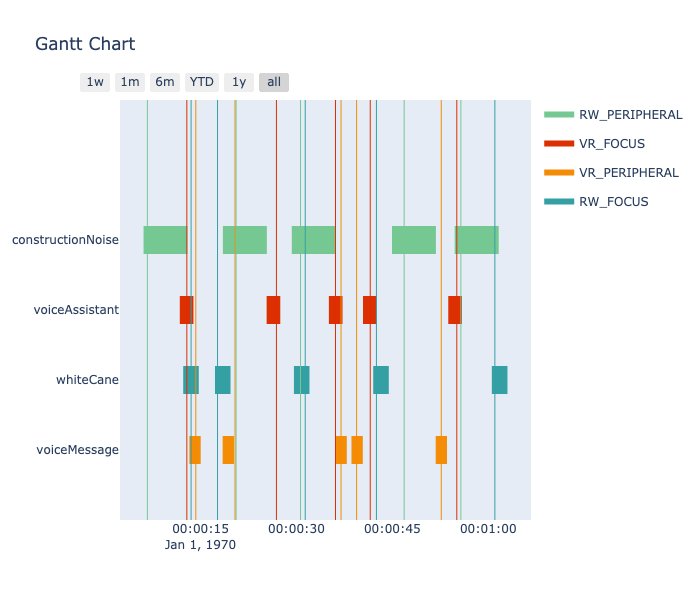 Gantt Chart
1w 1m 6m YTD 1y all
RW_PERIPHERAL
VR_FOCUS
VR_PERIPHERAL
RW_FOCUS
constructionNoise
voiceAssistant
whiteCane
voiceMessage
00:00:15 00:00:30 00:00:45 00:01:00
Jan 1, 1970